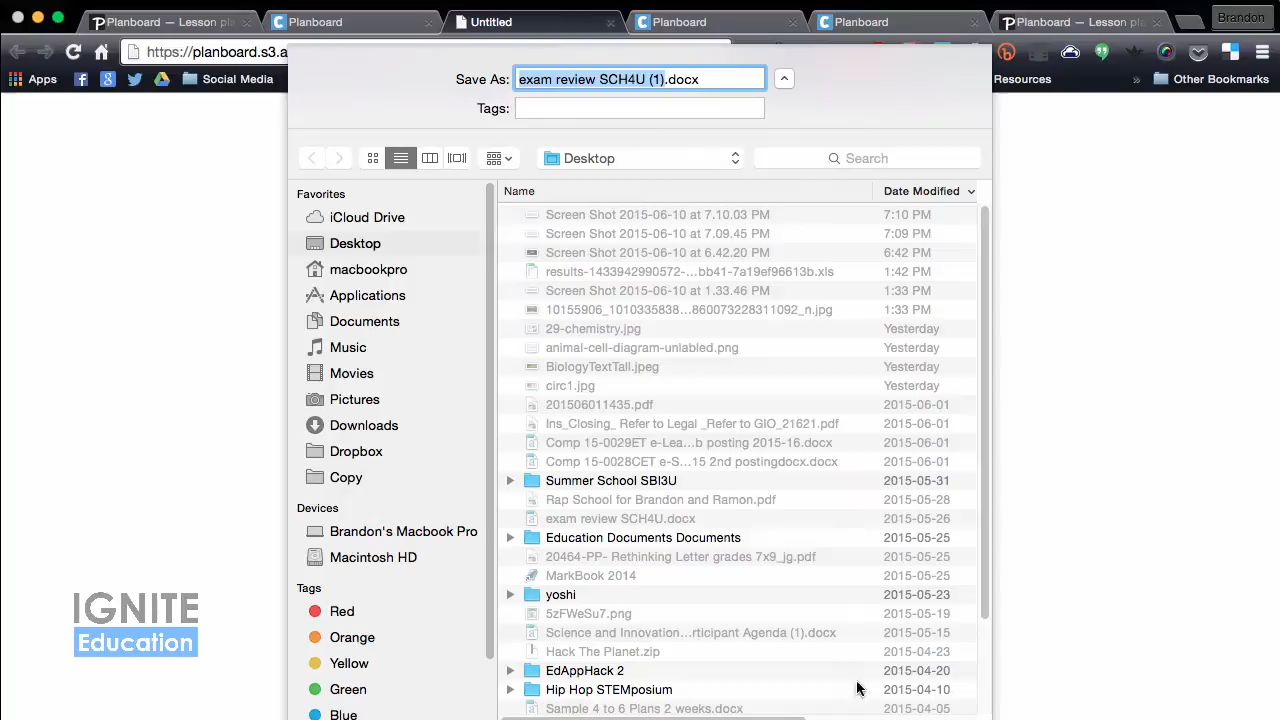 Planboard — Lesson plan
Planboard
Untitled
Planboard
Planboard
Planboard — Lesson plan
Brandon
https://planboard.s3.a
Apps
Social Media
Resources
»
Other Bookmarks
Save As: exam review SCH4U (1).docx
Tags:
Desktop
Search
Favorites
iCloud Drive
Desktop
macbookpro
Applications
Documents
Music
Movies
Pictures
Downloads
Dropbox
Copy
Devices
Brandon's Macbook Pro
Macintosh HD
Tags
Red
Orange
Yellow
Green
Blue
Name Date Modified
Screen Shot 2015-06-10 at 7.10.03 PM 7:10 PM
Screen Shot 2015-06-10 at 7.09.45 PM 7:09 PM
Screen Shot 2015-06-10 at 6.42.20 PM 6:42 PM
results-1433942990572-...bb41-7a19ef96613b.xls 1:42 PM
Screen Shot 2015-06-10 at 1.33.46 PM 1:33 PM
10155906_1010335838...860073228311092_n.jpg 1:33 PM
29-chemistry.jpg Yesterday
animal-cell-diagram-unlabled.png Yesterday
BiologyTextTall.jpeg Yesterday
circ1.jpg Yesterday
201506011435.pdf 2015-06-01
Ins_Closing_ Refer to Legal _Refer to GIO_21621.pdf 2015-06-01
Comp 15-0029ET e-Lea...b posting 2015-16.docx 2015-06-01
Comp 15-0028CET e-S...15 2nd postingdocx.docx 2015-06-01
Summer School SBI3U 2015-05-31
Rap School for Brandon and Ramon.pdf 2015-05-28
exam review SCH4U.docx 2015-05-26
Education Documents Documents 2015-05-25
20464-PP- Rethinking Letter grades 7x9_jg.pdf 2015-05-25
MarkBook 2014 2015-05-25
yoshi 2015-05-23
5zFWeSu7.png 2015-05-19
Science and Innovation...rticipant Agenda (1).docx 2015-05-15
Hack The Planet.zip 2015-04-23
EdAppHack 2 2015-04-20
Hip Hop STEMposium 2015-04-10
Sample 4 to 6 Plans 2 weeks.docx 2015-04-05
IGNITE
Education